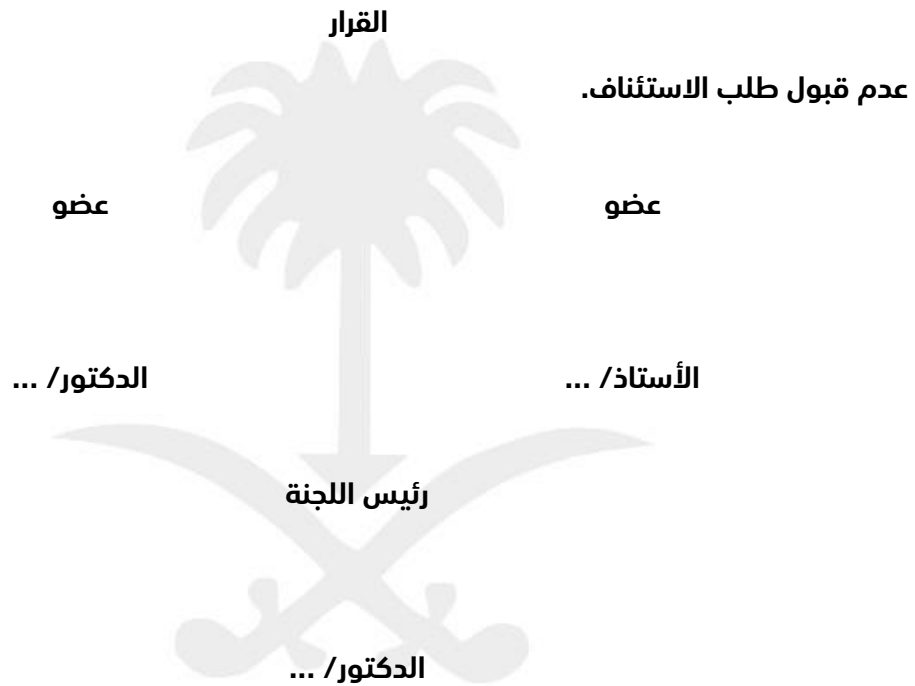 القرار
عدم قبول طلب الاستئناف.
عضو عضو
الأستاذ/ ... الدكتور/ ...
رئيس اللجنة
الدكتور/ ...